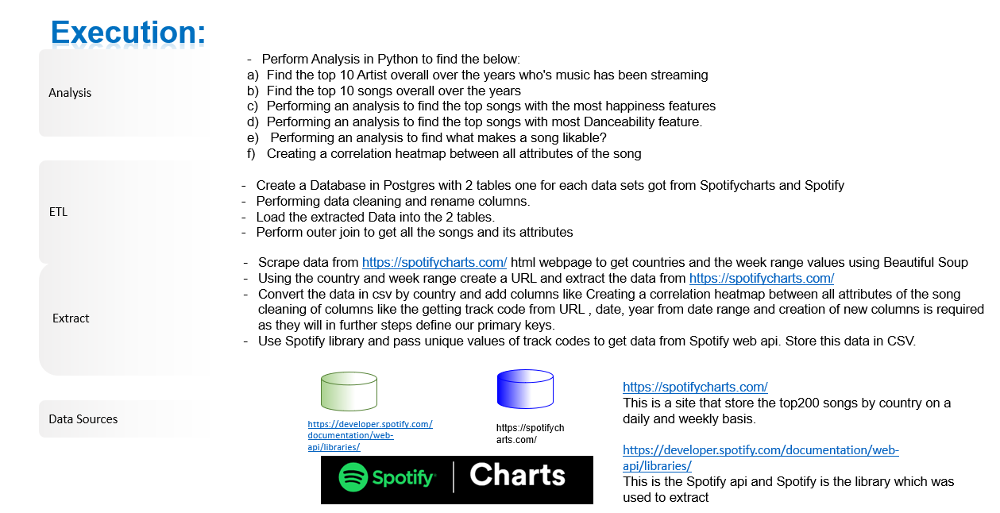 Execution:
Analysis
- Perform Analysis in Python to find the below:
a) Find the top 10 Artist overall over the years who's music has been streaming
b) Find the top 10 songs overall over the years
c) Performing an analysis to find the top songs with the most happiness features
d) Performing an analysis to find the top songs with most Danceability feature.
e) Performing an analysis to find what makes a song likable?
f) Creating a correlation heatmap between all attributes of the song
ETL
- Create a Database in Postgres with 2 tables one for each data sets got from Spotifycharts and Spotify
- Performing data cleaning and rename columns.
- Load the extracted Data into the 2 tables.
- Perform outer join to get all the songs and its attributes
Extract
- Scrape data from https://spotifycharts.com/ html webpage to get countries and the week range values using Beautiful Soup
- Using the country and week range create a URL and extract the data from https://spotifycharts.com/
- Convert the data in csv by country and add columns like Creating a correlation heatmap between all attributes of the song
cleaning of columns like the getting track code from URL , date, year from date range and creation of new columns is required
as they will in further steps define our primary keys.
- Use Spotify library and pass unique values of track codes to get data from Spotify web api. Store this data in CSV.
Data Sources
https://developer.spotify.com/
documentation/web-
api/libraries/
https://spotifych
arts.com/
Spotify | Charts
https://spotifycharts.com/
This is a site that store the top200 songs by country on a
daily and weekly basis.
https://developer.spotify.com/documentation/web-
api/libraries/
This is the Spotify api and Spotify is the library which was
used to extract